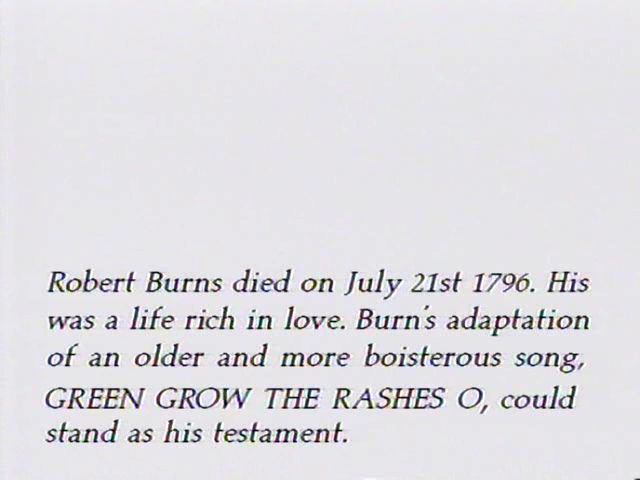 Robert Burns died on July 21st 1796. His
was a life rich in love. Burn's adaptation
of an older and more boisterous song,
GREEN GROW THE RASHES O, could
stand as his testament.